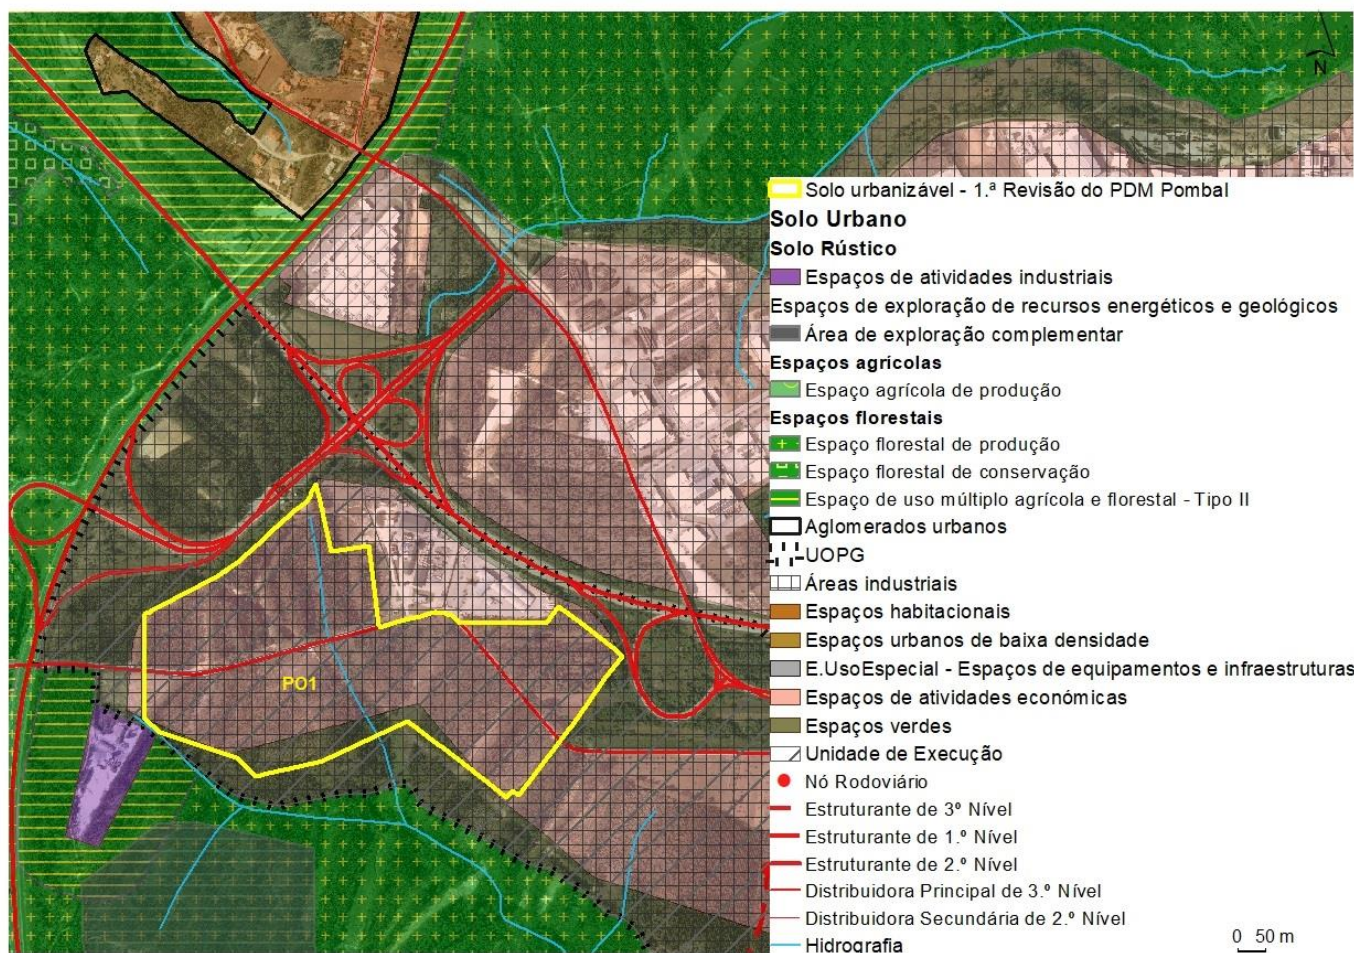 N
Solo urbanizável - 1.ª Revisão do PDM Pombal
Solo Urbano
Solo Rústico
Espaços de atividades industriais
Espaços de exploração de recursos energéticos e geológicos
Área de exploração complementar
Espaços agrícolas
Espaço agrícola de produção
Espaços florestais
Espaço florestal de produção
Espaço florestal de conservação
Espaço de uso múltiplo agrícola e florestal - Tipo II
Aglomerados urbanos
UOPG
Áreas industriais
Espaços habitacionais
Espaços urbanos de baixa densidade
E.UsoEspecial - Espaços de equipamentos e infraestruturas
Espaços de atividades económicas
Espaços verdes
Unidade de Execução
Nó Rodoviário
Estruturante de 3º Nível
Estruturante de 1.º Nível
Estruturante de 2.º Nível
Distribuidora Principal de 3.º Nível
Distribuidora Secundária de 2.º Nível
Hidrografia
P01
0 50 m